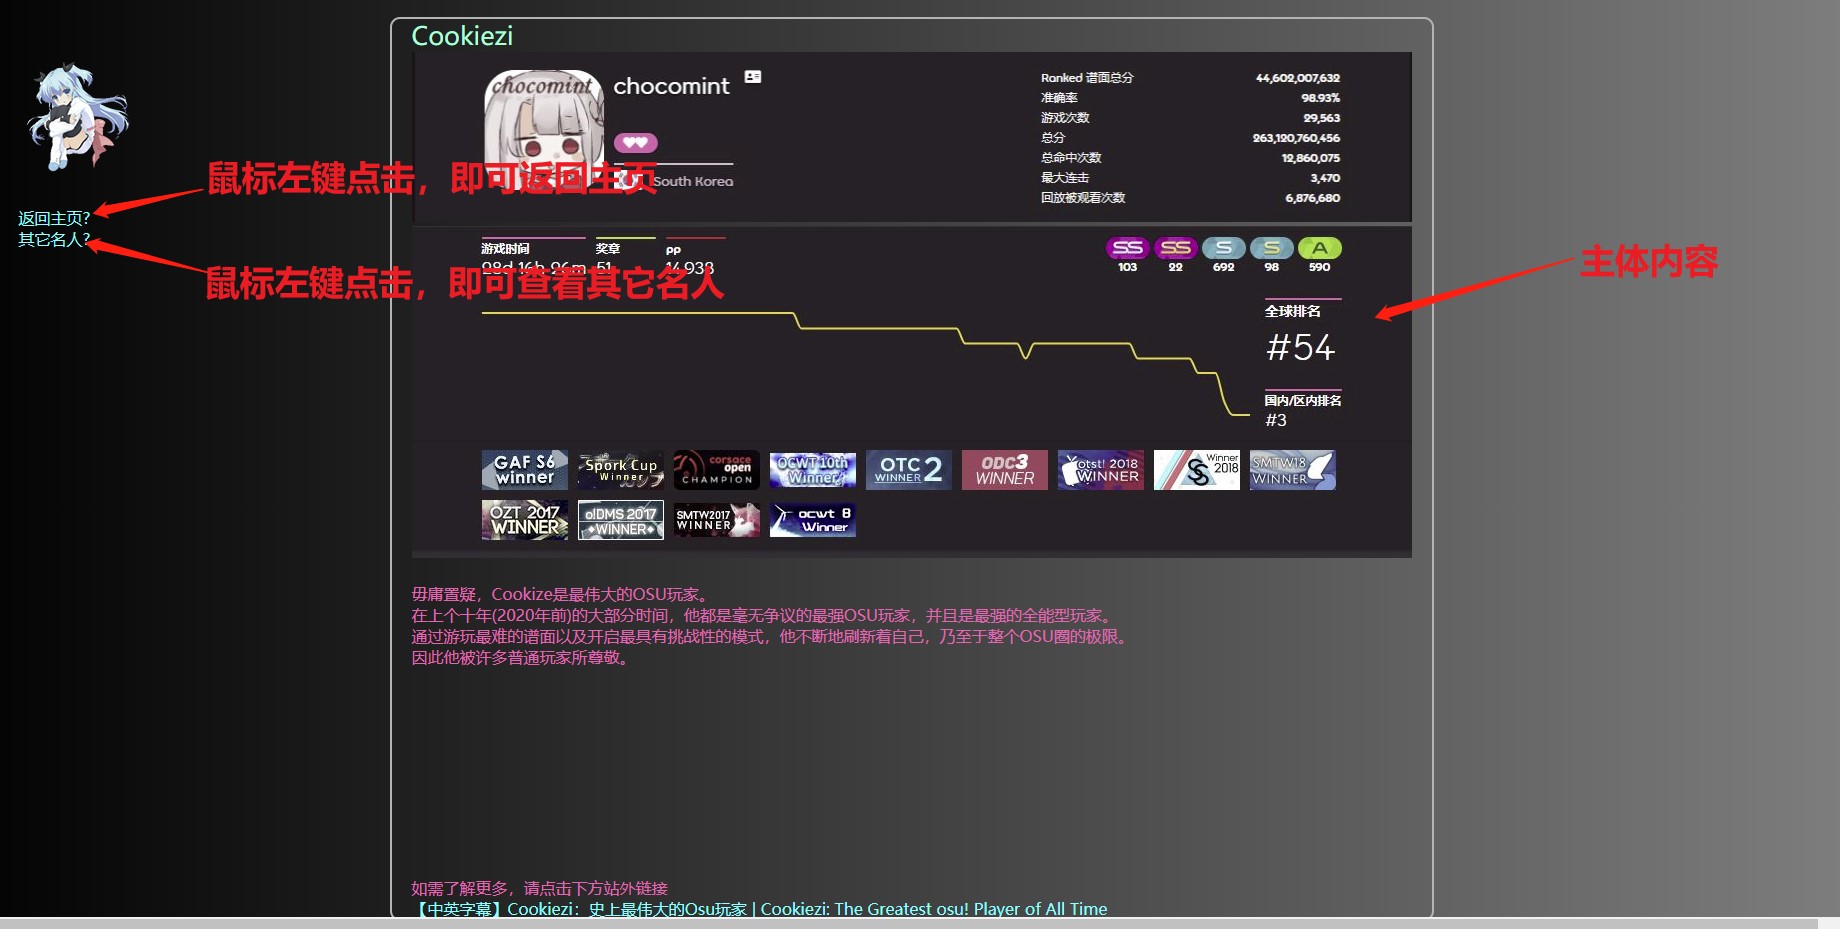 Cookiezi
chocomint
chocomint
South Korea
Ranked 谱面总分 44,602,007,632
准确率 98.93%
游戏次数 29,563
总分 263,120,760,456
总命中次数 12,860,075
最大连击 3,470
回放被观看次数 6,876,680
鼠标左键点击，即可返回主页
返回主页?
其它名人?
鼠标左键点击，即可查看其它名人
游戏时间 奖章 pp
98d 16h 96m 51 14,938
SS SS S S A
103 22 692 98 590
主体内容
全球排名
#54
国内/区内排名
#3
GAF S6
winner
Spork Cup
Winner
corsace
open
CHAMPION
OCWT 10th
Winner
OTC 2
WINNER
ODC3
WINNER
otst! 2018
WINNER
Winner
2018
SMTW18
WINNER
OZT 2017
WINNER
o!DMS 2017
WINNER
SMTW2017
WINNER
ocwt 8
Winner
毋庸置疑，Cookize是最伟大的OSU玩家。
在上个十年(2020年前)的大部分时间，他都是毫无争议的最强OSU玩家，并且是最强的全能型玩家。
通过游玩最难的谱面以及开启最具有挑战性的模式，他不断地刷新着自己，乃至于整个OSU圈的极限。
因此他被许多普通玩家所尊敬。
如需了解更多，请点击下方站外链接
【中英字幕】Cookiezi：史上最伟大的Osu玩家 | Cookiezi: The Greatest osu! Player of All Time